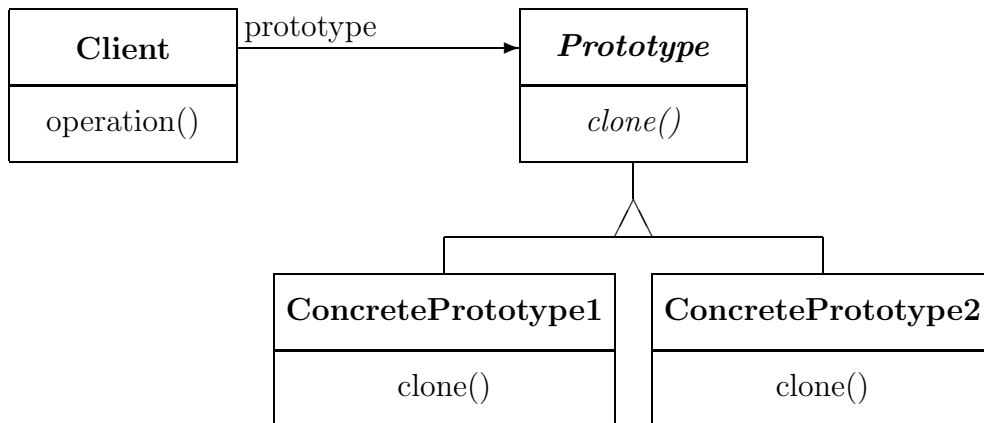 Client
operation()
prototype
Prototype
clone()
ConcretePrototype1
clone()
ConcretePrototype2
clone()